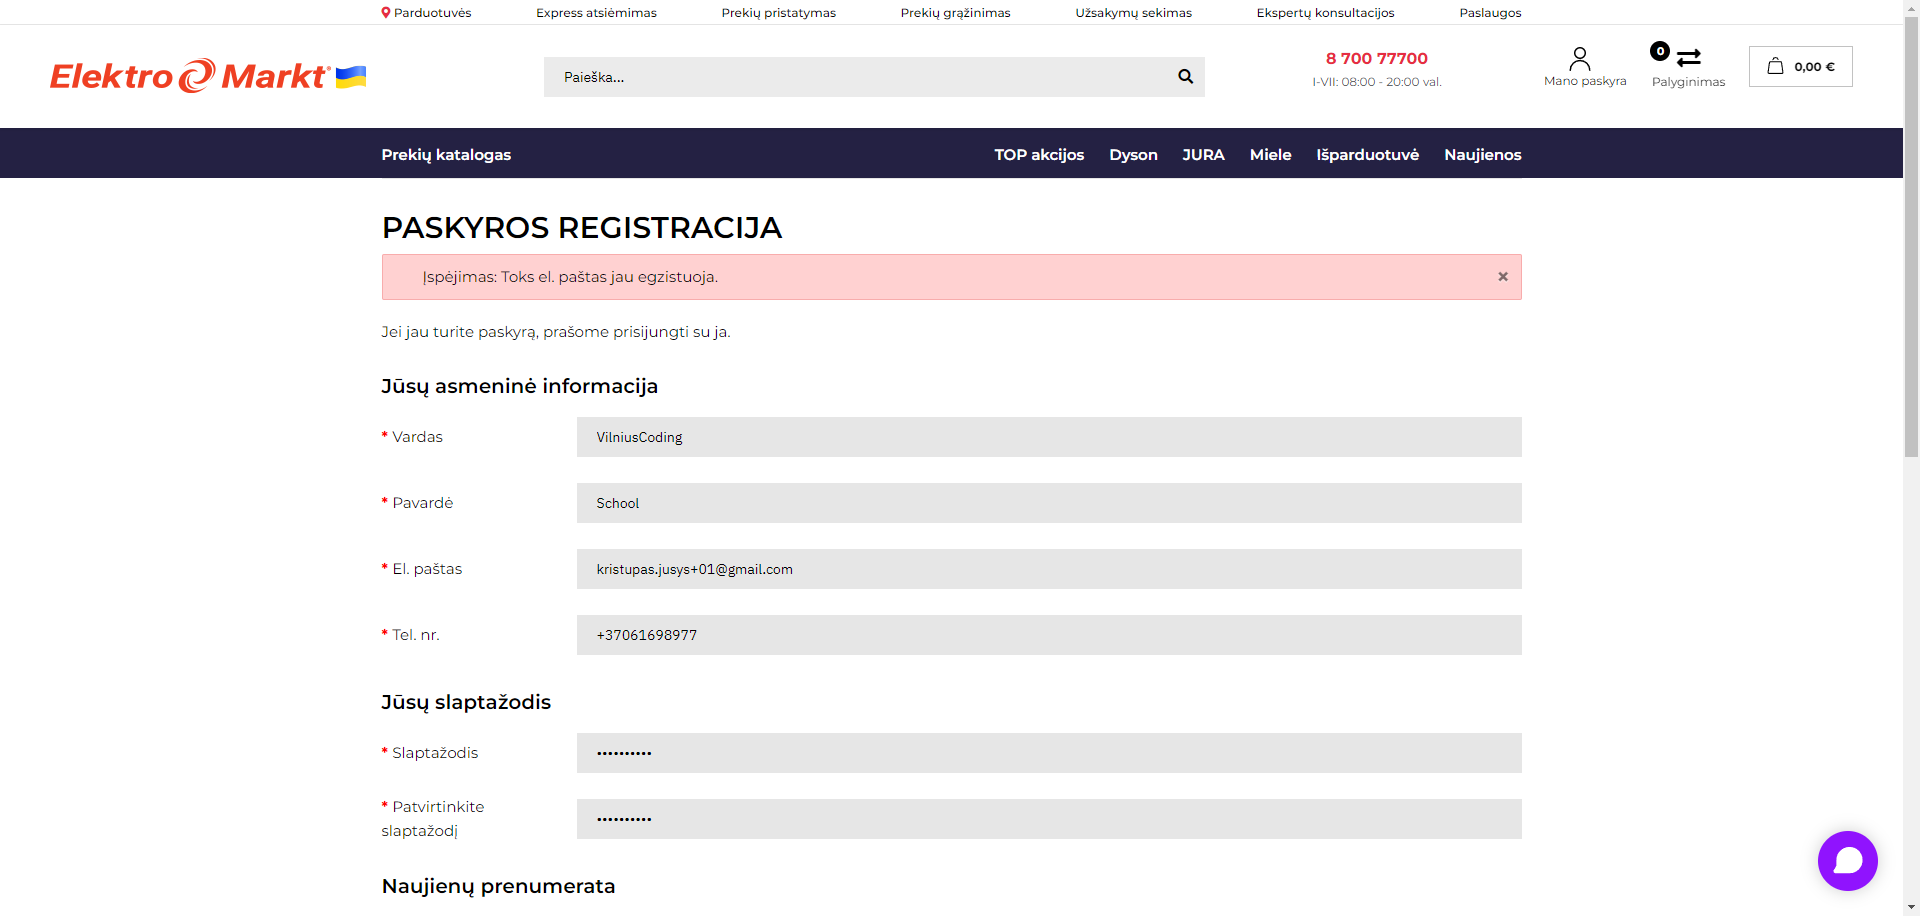 Parduotuvės Express atsiėmimas Prekių pristatymas Prekių grąžinimas Užsakymų sekimas Ekspertų konsultacijos Paslaugos
Elektro Markt
Paieška...
8 700 77700
I-VII: 08:00 - 20:00 val.
Mano paskyra
0
Palyginimas
0,00 €
Prekių katalogas TOP akcijos Dyson JURA Miele Išparduotuvė Naujienos
PASKYROS REGISTRACIJA
Įspėjimas: Toks el. paštas jau egzistuoja. ×
Jei jau turite paskyrą, prašome prisijungti su ja.
Jūsų asmeninė informacija
* Vardas VilniusCoding
* Pavardė School
* El. paštas kristupas.jusys+01@gmail.com
* Tel. nr. +37061698977
Jūsų slaptažodis
* Slaptažodis ••••••••••
* Patvirtinkite
slaptažodį ••••••••••
Naujienų prenumerata